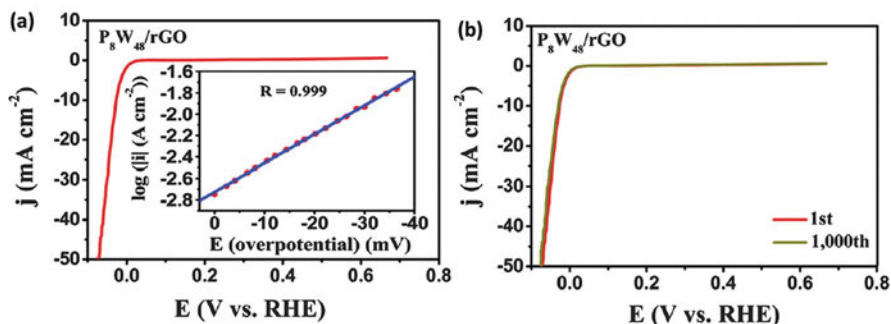 (a)
P8W48/rGO
10
0
-10
-20
-30
-40
-50
j (mA cm-2)
0.0 0.2 0.4 0.6 0.8
E (V vs. RHE)
R = 0.999
-1.6
-1.8
-2.0
-2.2
-2.4
-2.6
-2.8
log (|i| (A cm-2))
0 -10 -20 -30 -40
E (overpotential) (mV)
(b)
P8W48/rGO
10
0
-10
-20
-30
-40
-50
j (mA cm-2)
1st
1,000th
0.0 0.2 0.4 0.6 0.8
E (V vs. RHE)